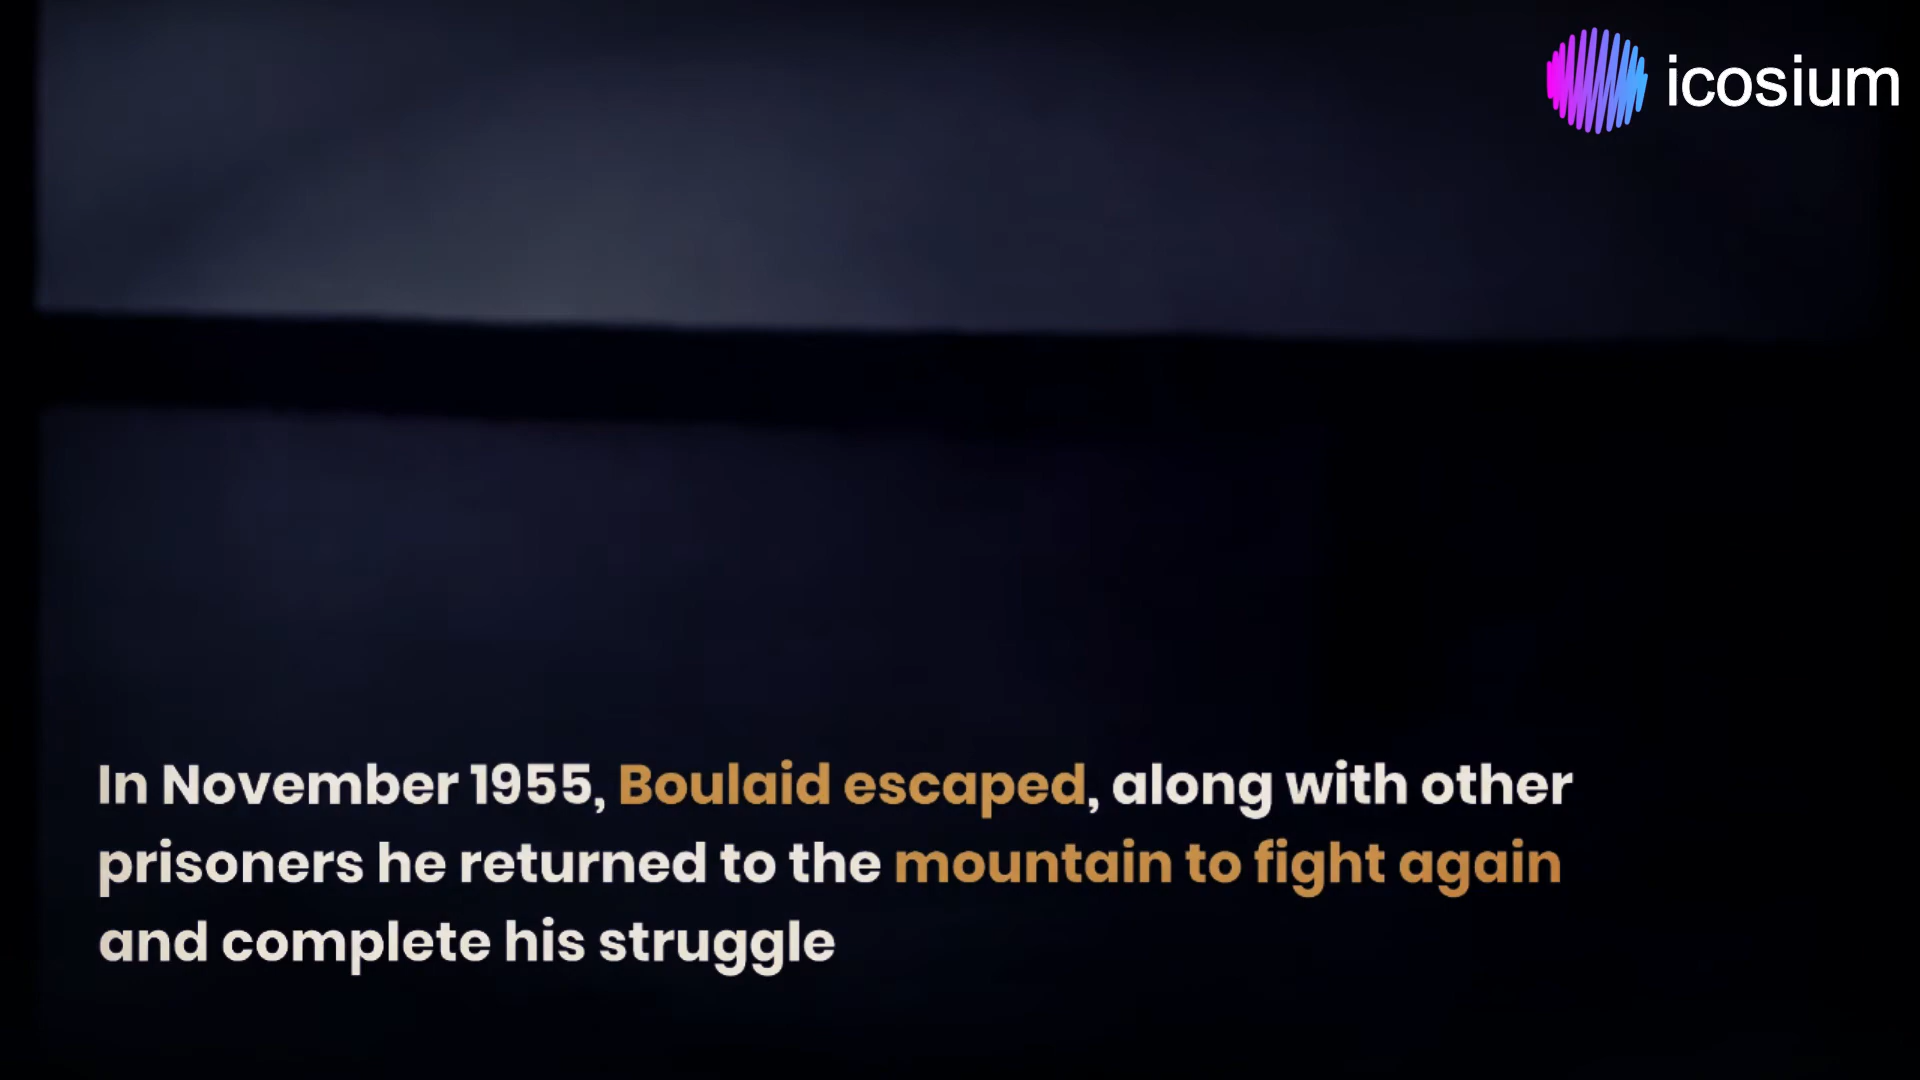 icosium
In November 1955, Boulaid escaped, along with other
prisoners he returned to the mountain to fight again
and complete his struggle